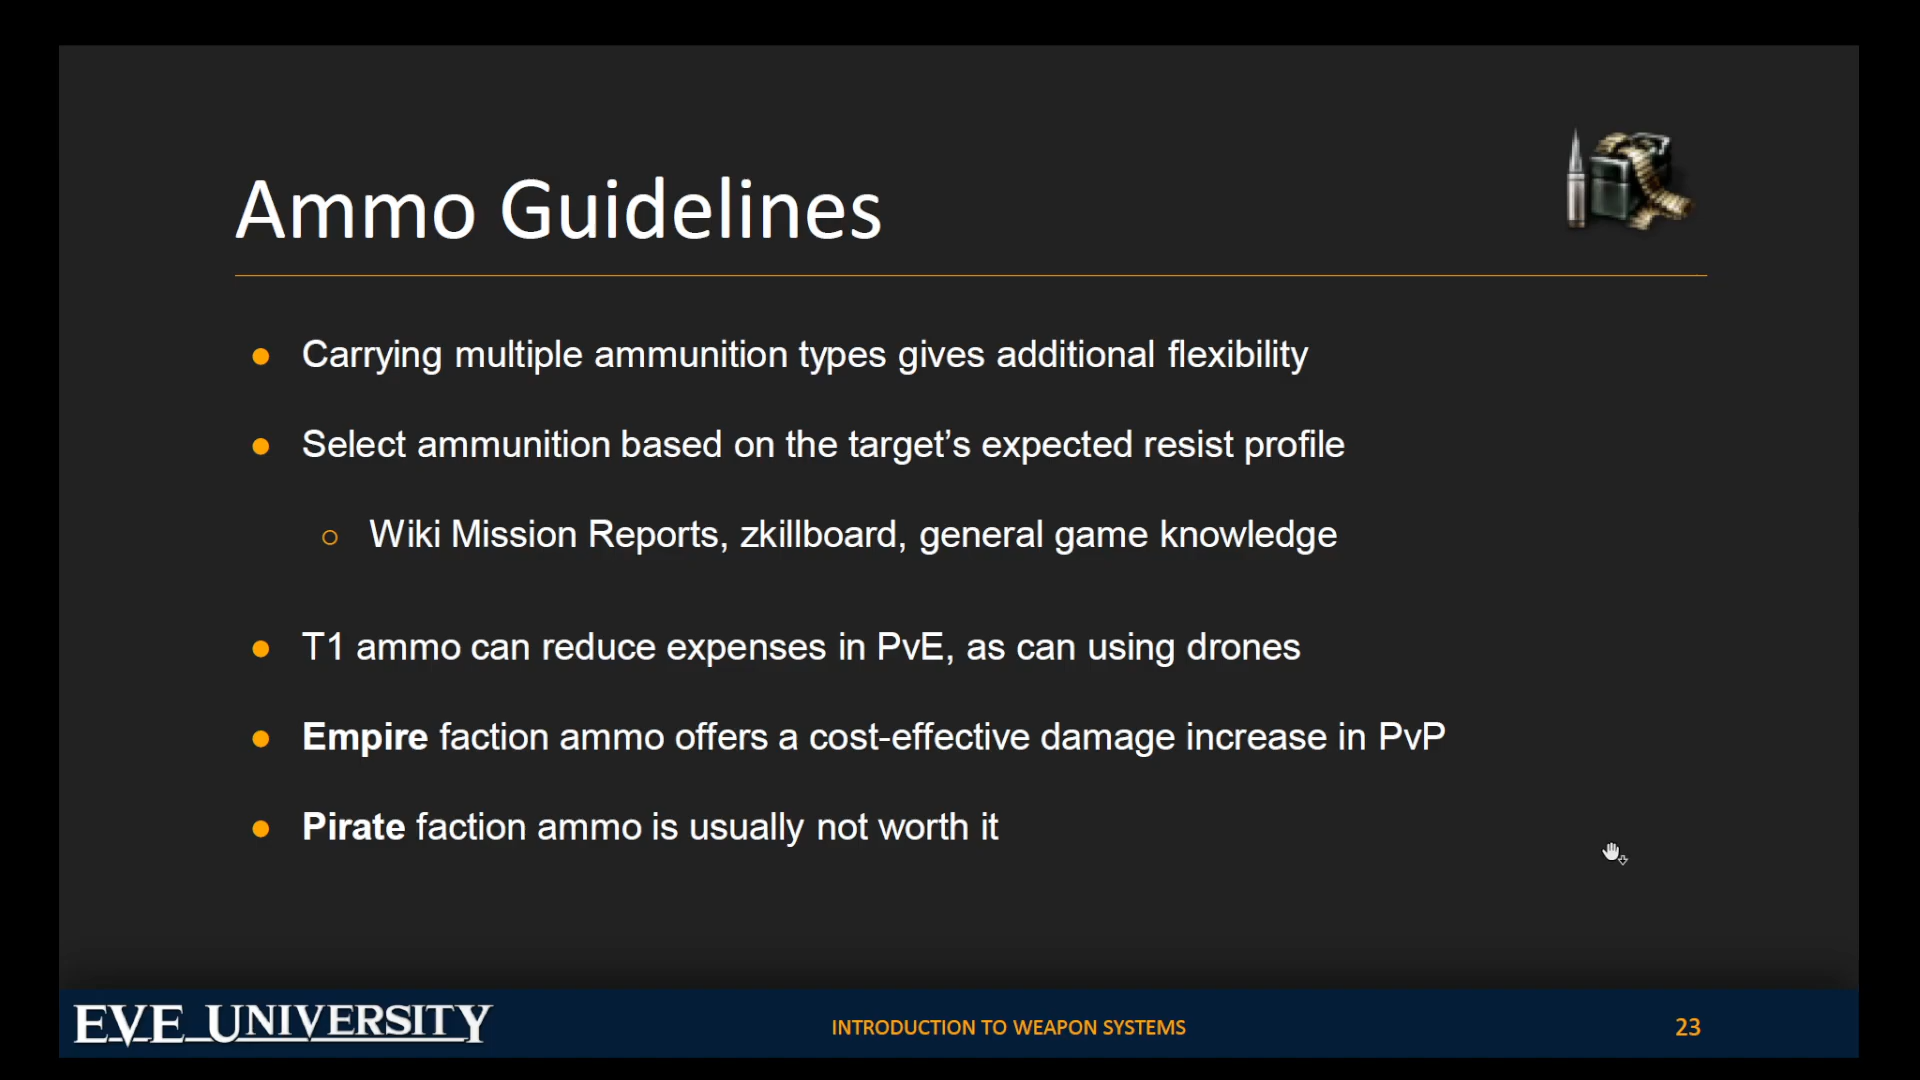 Ammo Guidelines
● Carrying multiple ammunition types gives additional flexibility
● Select ammunition based on the target’s expected resist profile
○ Wiki Mission Reports, zkillboard, general game knowledge
● T1 ammo can reduce expenses in PvE, as can using drones
● Empire faction ammo offers a cost-effective damage increase in PvP
● Pirate faction ammo is usually not worth it
EVE UNIVERSITY
INTRODUCTION TO WEAPON SYSTEMS
23